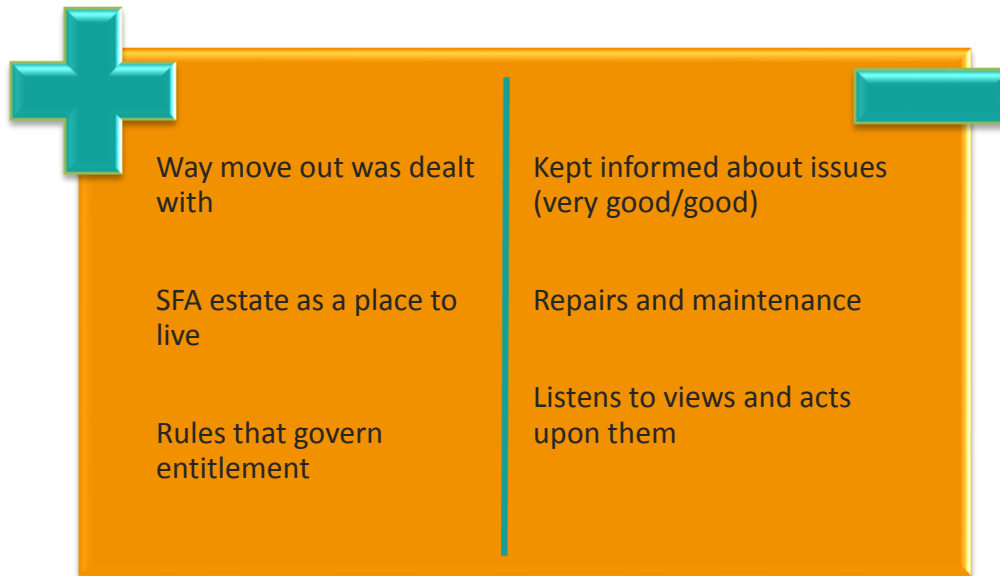 Way move out was dealt
with
SFA estate as a place to
live
Rules that govern
entitlement
Kept informed about issues
(very good/good)
Repairs and maintenance
Listens to views and acts
upon them